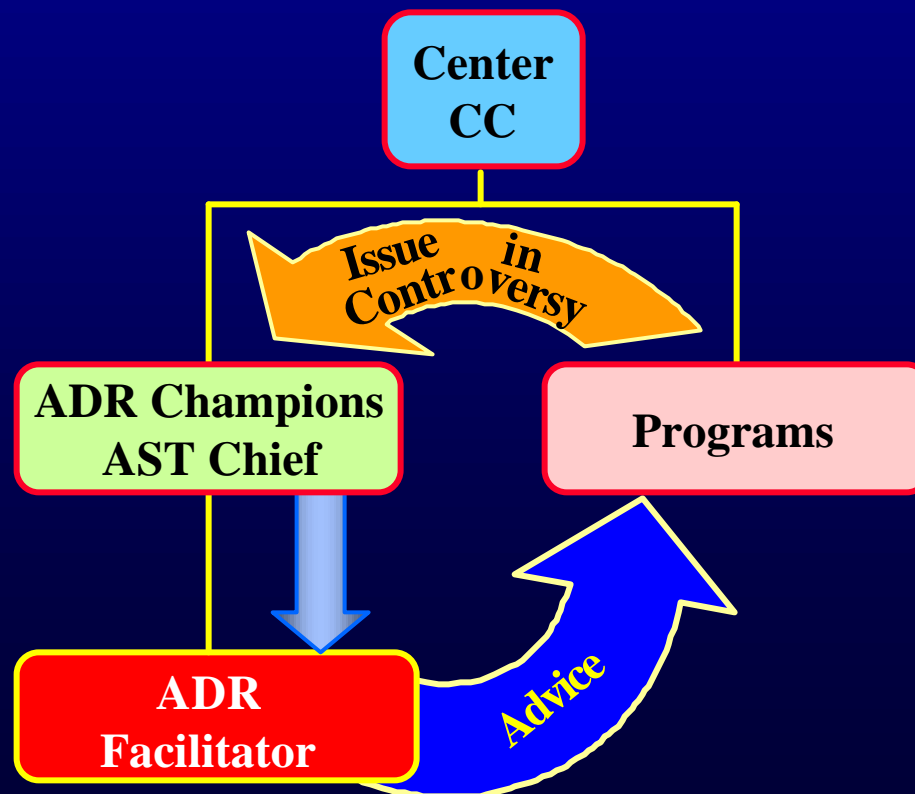 Center
CC
Issue in
Controversy
ADR Champions
AST Chief
Programs
Advice
ADR
Facilitator